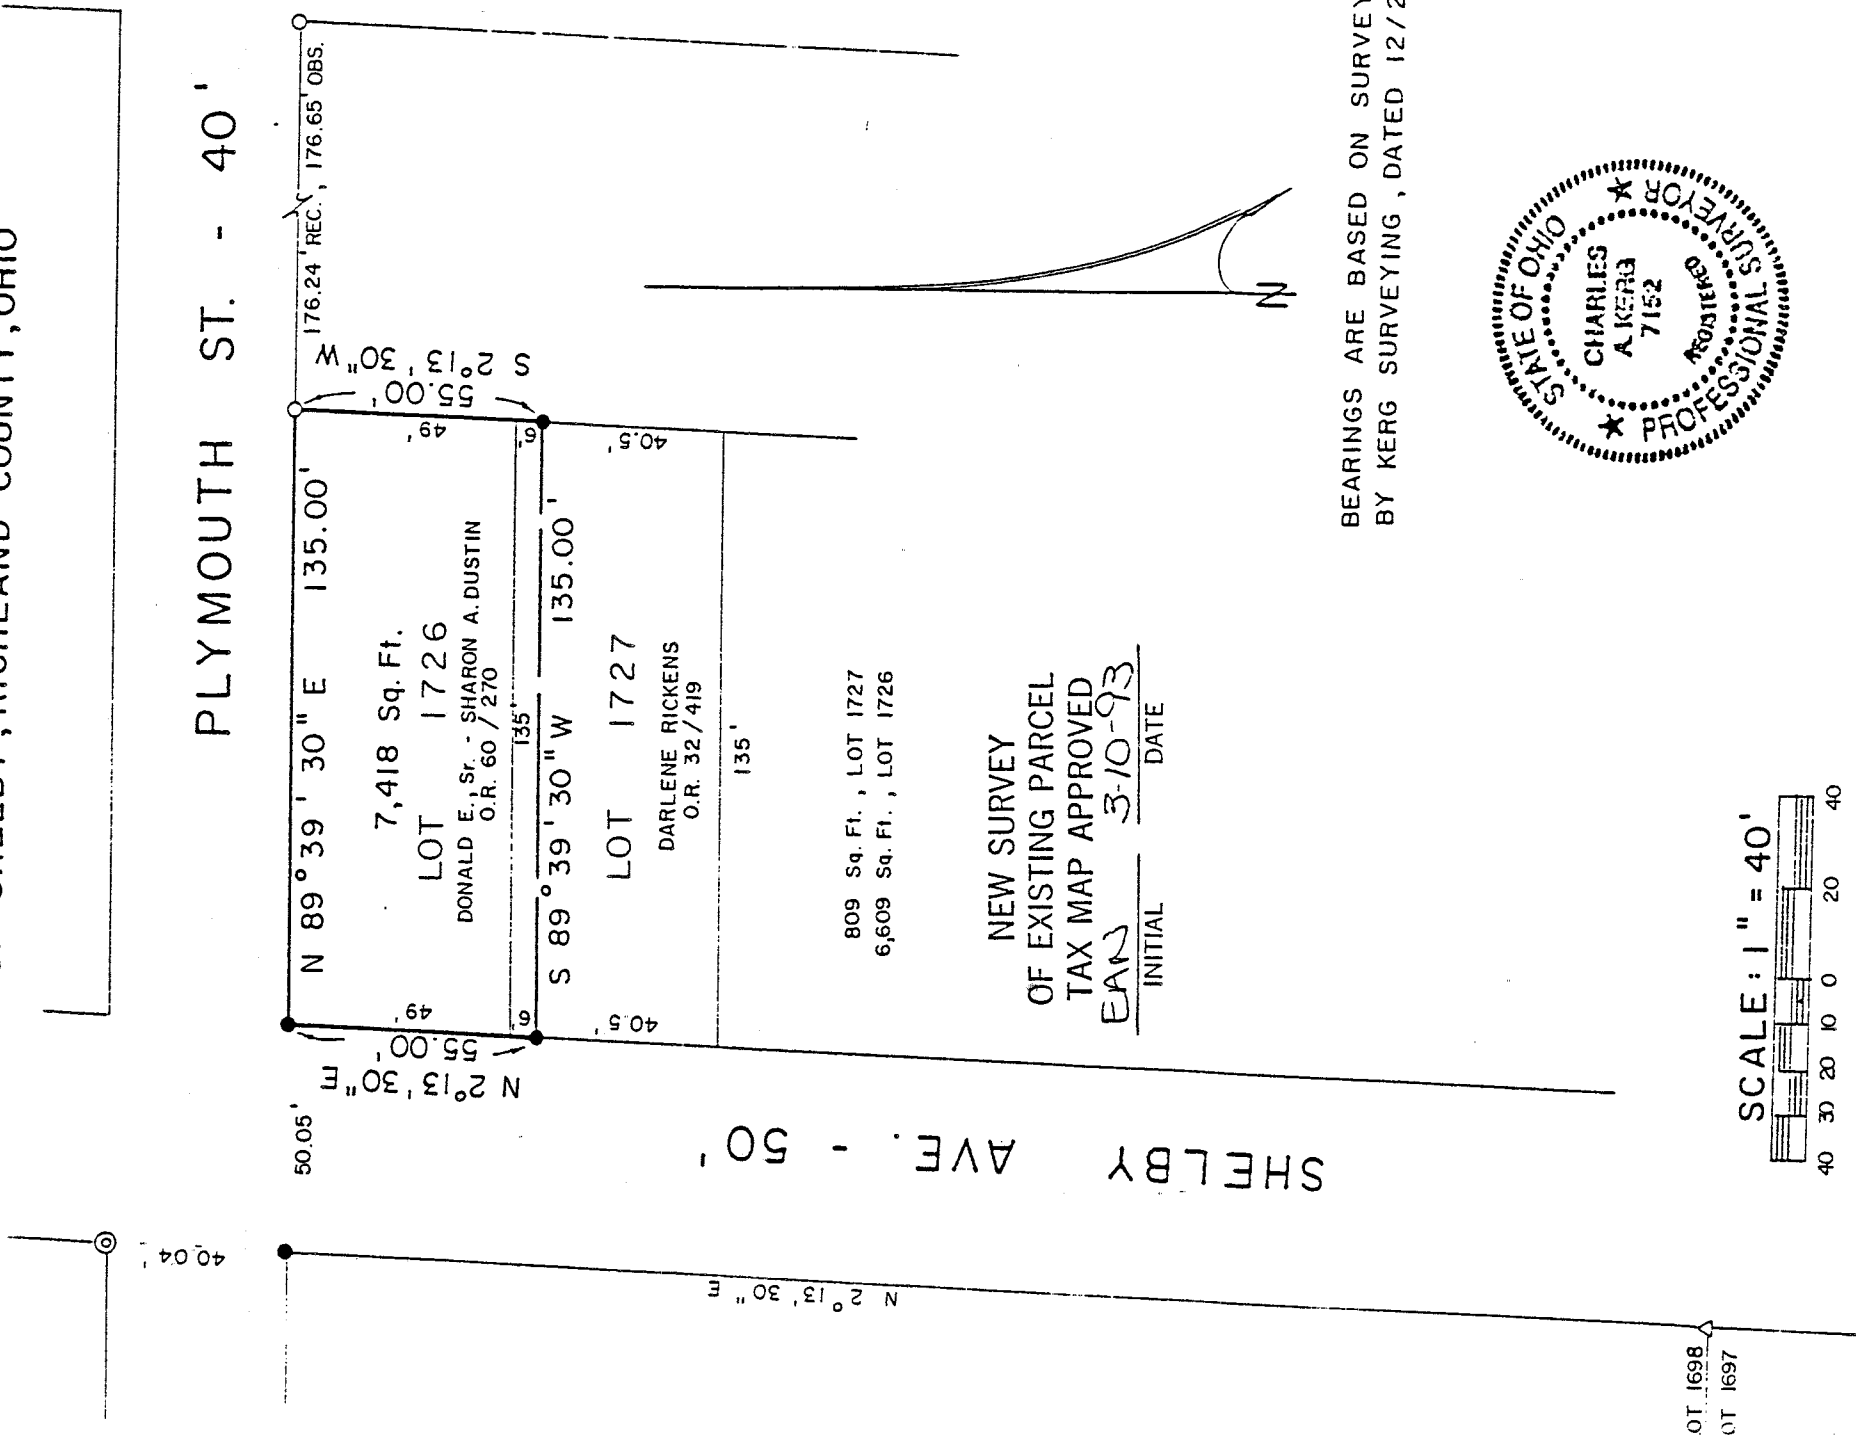 COUNTY, OHIO
PLYMOUTH ST. - 40'
176.24' REC., 176.65' OBS.
N 89°39'30" E 135.00'
S 2°13'30" W
55.00'
49'
6'
40.5'
7,418 Sq. Ft.
LOT 1726
DONALD E., Sr. - SHARON A. DUSTIN
O.R. 60/270
135'
S 89°39'30" W 135.00'
LOT 1727
DARLENE RICKENS
O.R. 32/419
135'
N 2°13'30" E
55.00'
49'
6'
40.5'
50.05'
SHELBY AVE. - 50'
40.04'
N 2°13'30" E
809 Sq. Ft., LOT 1727
6,609 Sq. Ft., LOT 1726
NEW SURVEY
OF EXISTING PARCEL
TAX MAP APPROVED
EAN 3-10-93
INITIAL DATE
N
BEARINGS ARE BASED ON SURVEY
BY KERG SURVEYING, DATED 12/2
STATE OF OHIO
CHARLES
A. KERG
7152
REGISTERED
★ PROFESSIONAL SURVEYOR ★
SCALE: 1" = 40'
40 30 20 10 0 20 40
OT 1698
OT 1697